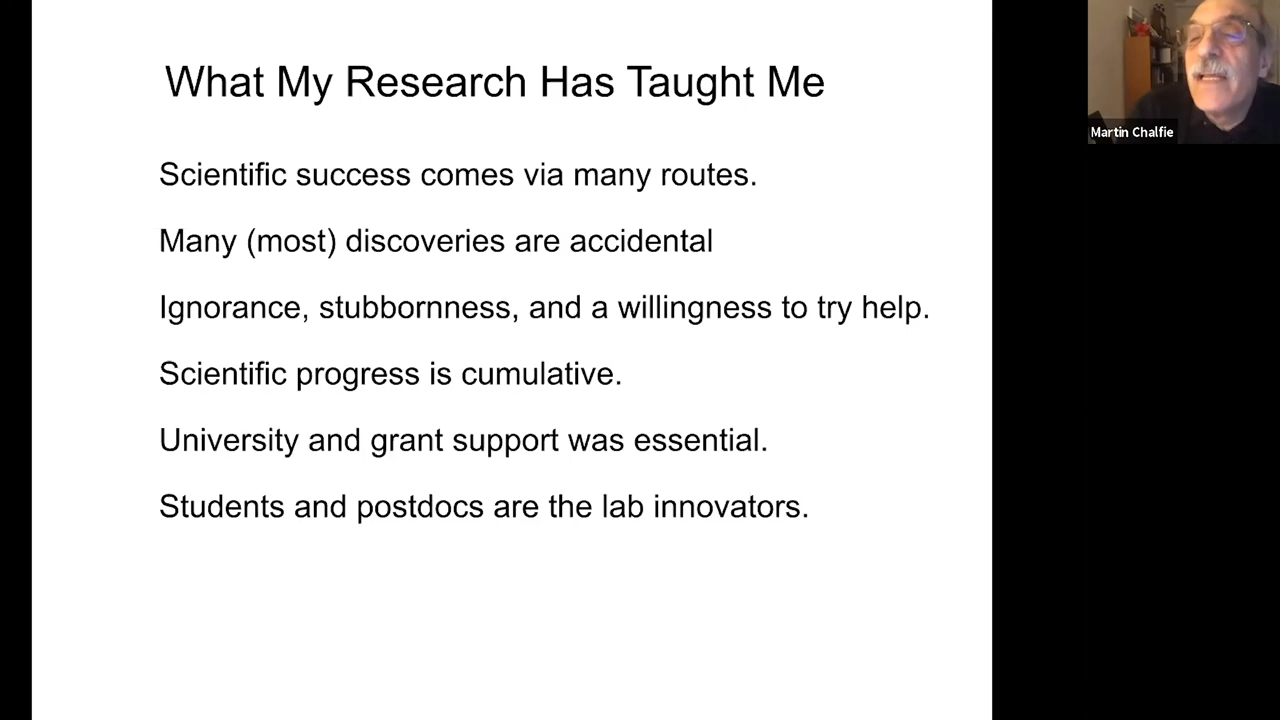 What My Research Has Taught Me
Scientific success comes via many routes.
Many (most) discoveries are accidental
Ignorance, stubbornness, and a willingness to try help.
Scientific progress is cumulative.
University and grant support was essential.
Students and postdocs are the lab innovators.
Martin Chalfie